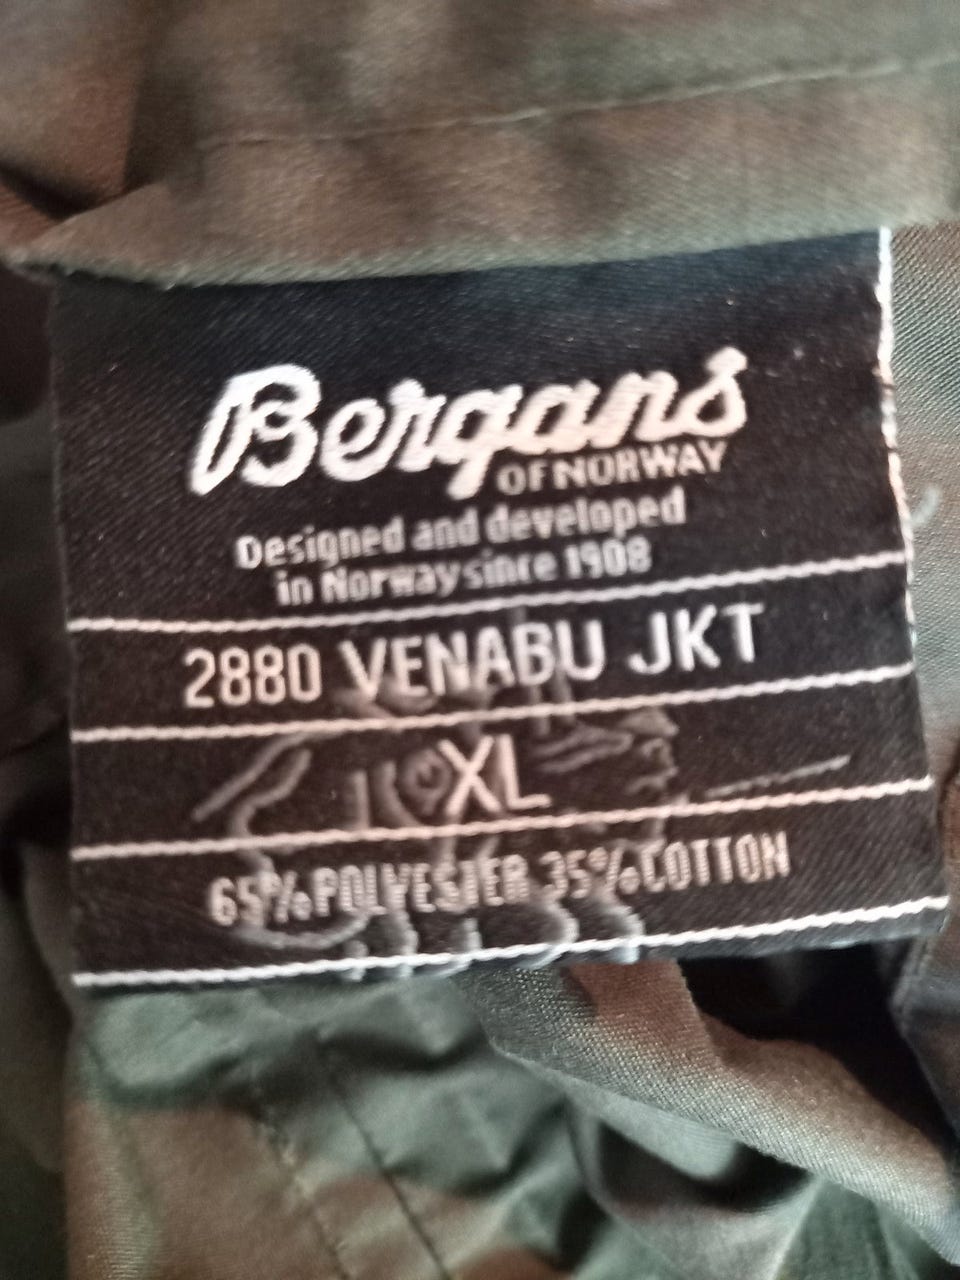 Bergans
OF NORWAY
Designed and developed
in Norway since 1908
2880 VENABU JKT
XL
65% POLYESTER 35% COTTON